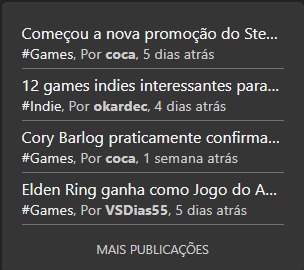 Começou a nova promoção do Ste...
#Games, Por coca, 5 dias atrás
12 games indies interessantes para...
#Indie, Por okardec, 4 dias atrás
Cory Barlog praticamente confirma...
#Games, Por coca, 1 semana atrás
Elden Ring ganha como Jogo do A...
#Games, Por VSDias55, 5 dias atrás
MAIS PUBLICAÇÕES